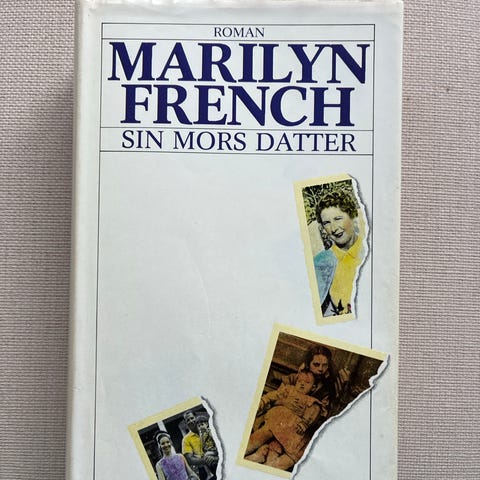 ROMAN
MARILYN
FRENCH
SIN MORS DATTER